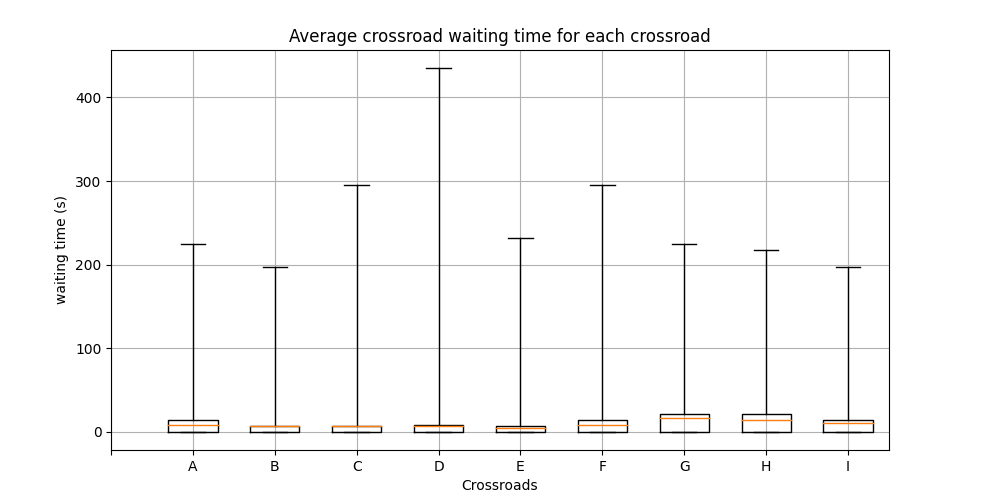 Average crossroad waiting time for each crossroad
waiting time (s)
400
300
200
100
0
A B C D E F G H I
Crossroads